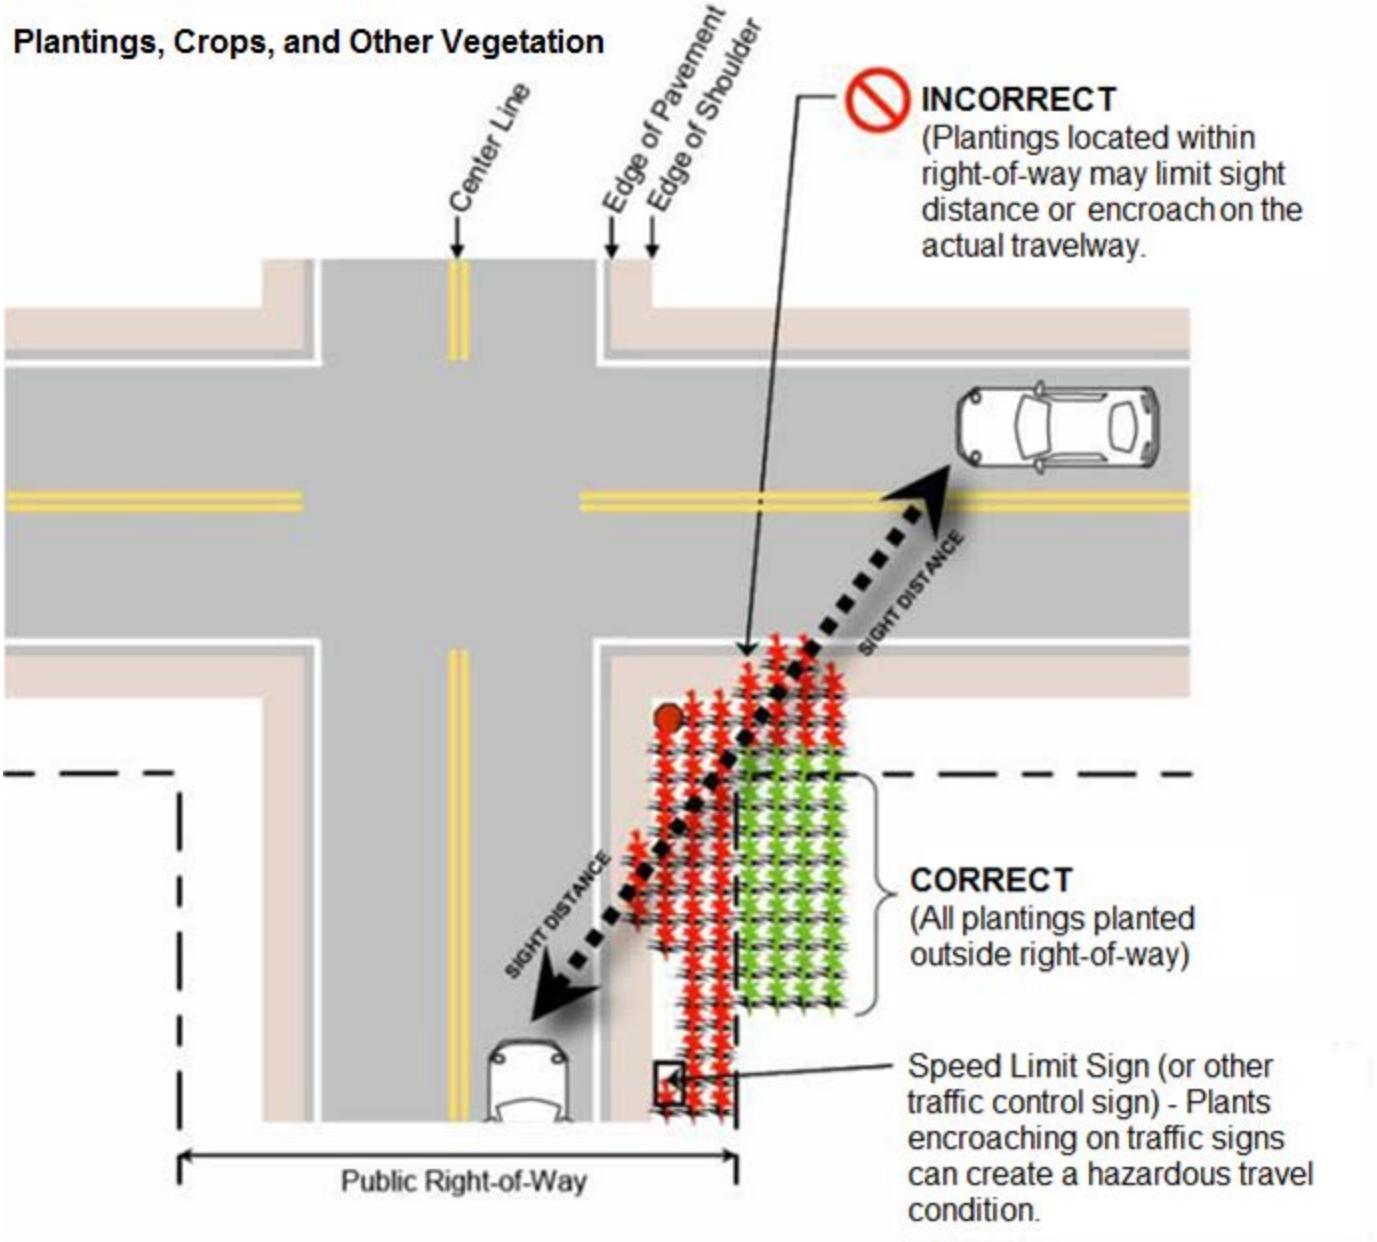 Plantings, Crops, and Other Vegetation
Center Line
Edge of Pavement
Edge of Shoulder
INCORRECT
(Plantings located within
right-of-way may limit sight
distance or encroach on the
actual travelway.
SIGHT DISTANCE
SIGHT DISTANCE
CORRECT
(All plantings planted
outside right-of-way)
Speed Limit Sign (or other
traffic control sign) - Plants
encroaching on traffic signs
can create a hazardous travel
condition.
Public Right-of-Way